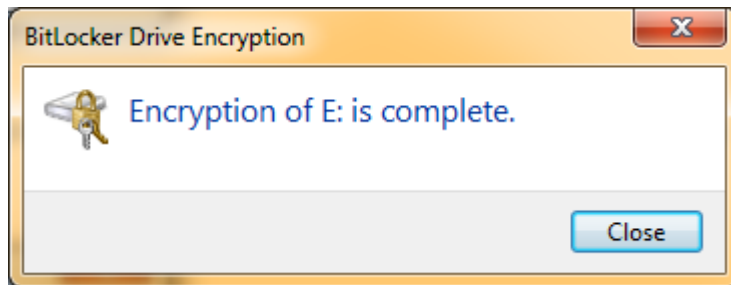 BitLocker Drive Encryption
Encryption of E: is complete.
Close